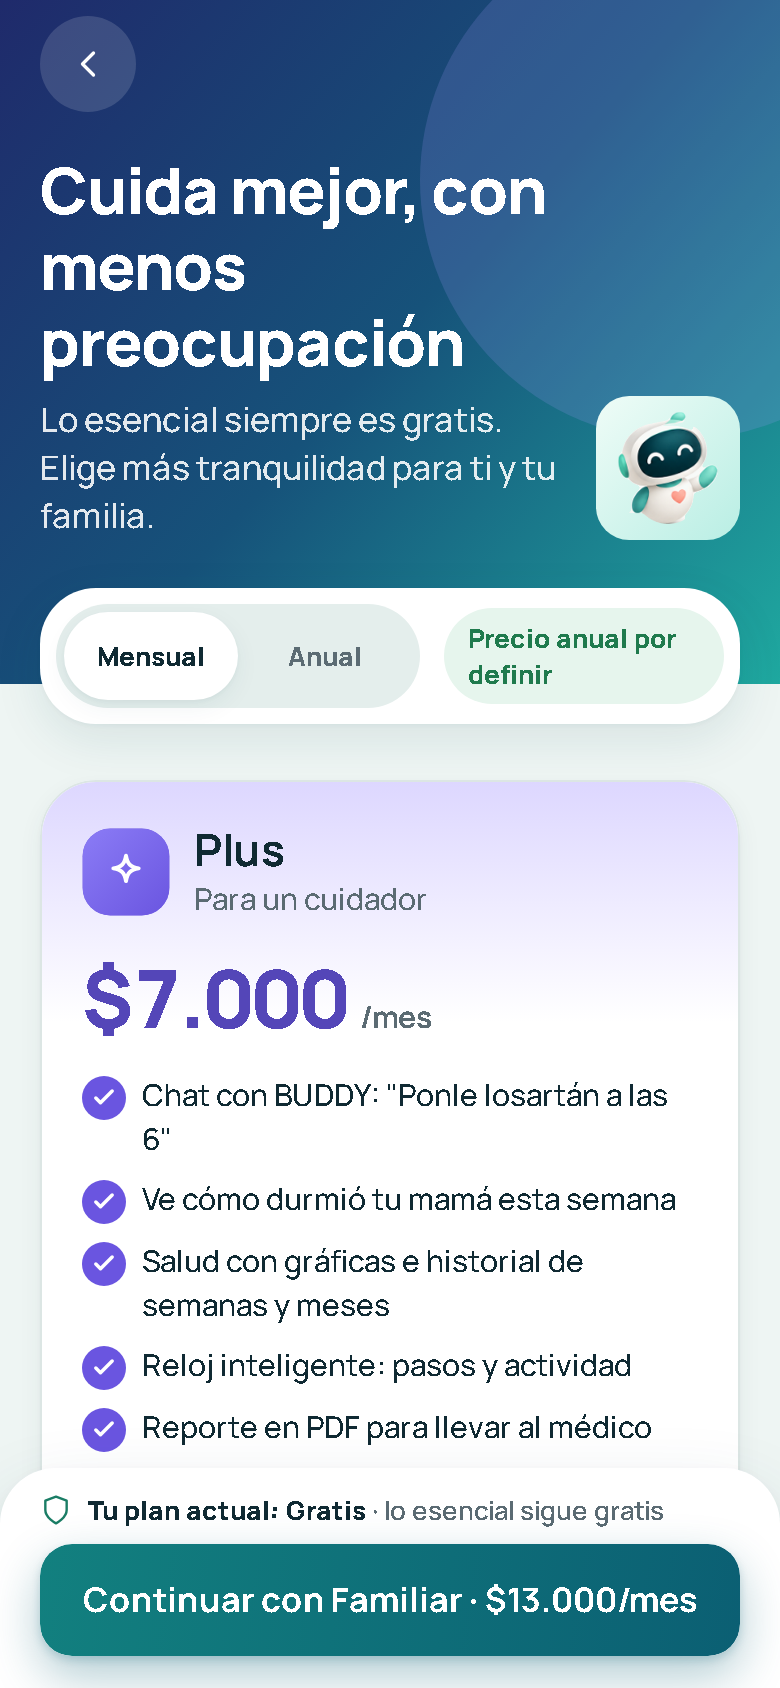 Cuida mejor, con
menos
preocupación
Lo esencial siempre es gratis.
Elige más tranquilidad para ti y tu
familia.
Mensual
Anual
Precio anual por
definir
Plus
Para un cuidador
$7.000 /mes
Chat con BUDDY: "Ponle losartán a las
6"
Ve cómo durmió tu mamá esta semana
Salud con gráficas e historial de
semanas y meses
Reloj inteligente: pasos y actividad
Reporte en PDF para llevar al médico
Tu plan actual: Gratis · lo esencial sigue gratis
Continuar con Familiar · $13.000/mes